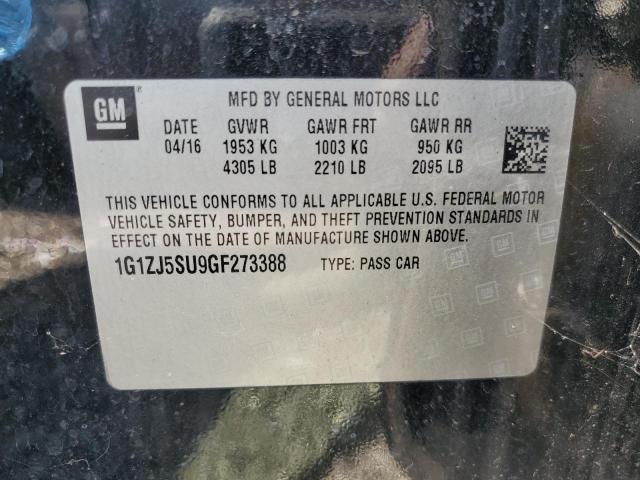 GM
MFD BY GENERAL MOTORS LLC
DATE GVWR GAWR FRT GAWR RR
04/16 1953 KG 1003 KG 950 KG
4305 LB 2210 LB 2095 LB
THIS VEHICLE CONFORMS TO ALL APPLICABLE U.S. FEDERAL MOTOR
VEHICLE SAFETY, BUMPER, AND THEFT PREVENTION STANDARDS IN
EFFECT ON THE DATE OF MANUFACTURE SHOWN ABOVE.
1G1ZJ5SU9GF273388 TYPE: PASS CAR